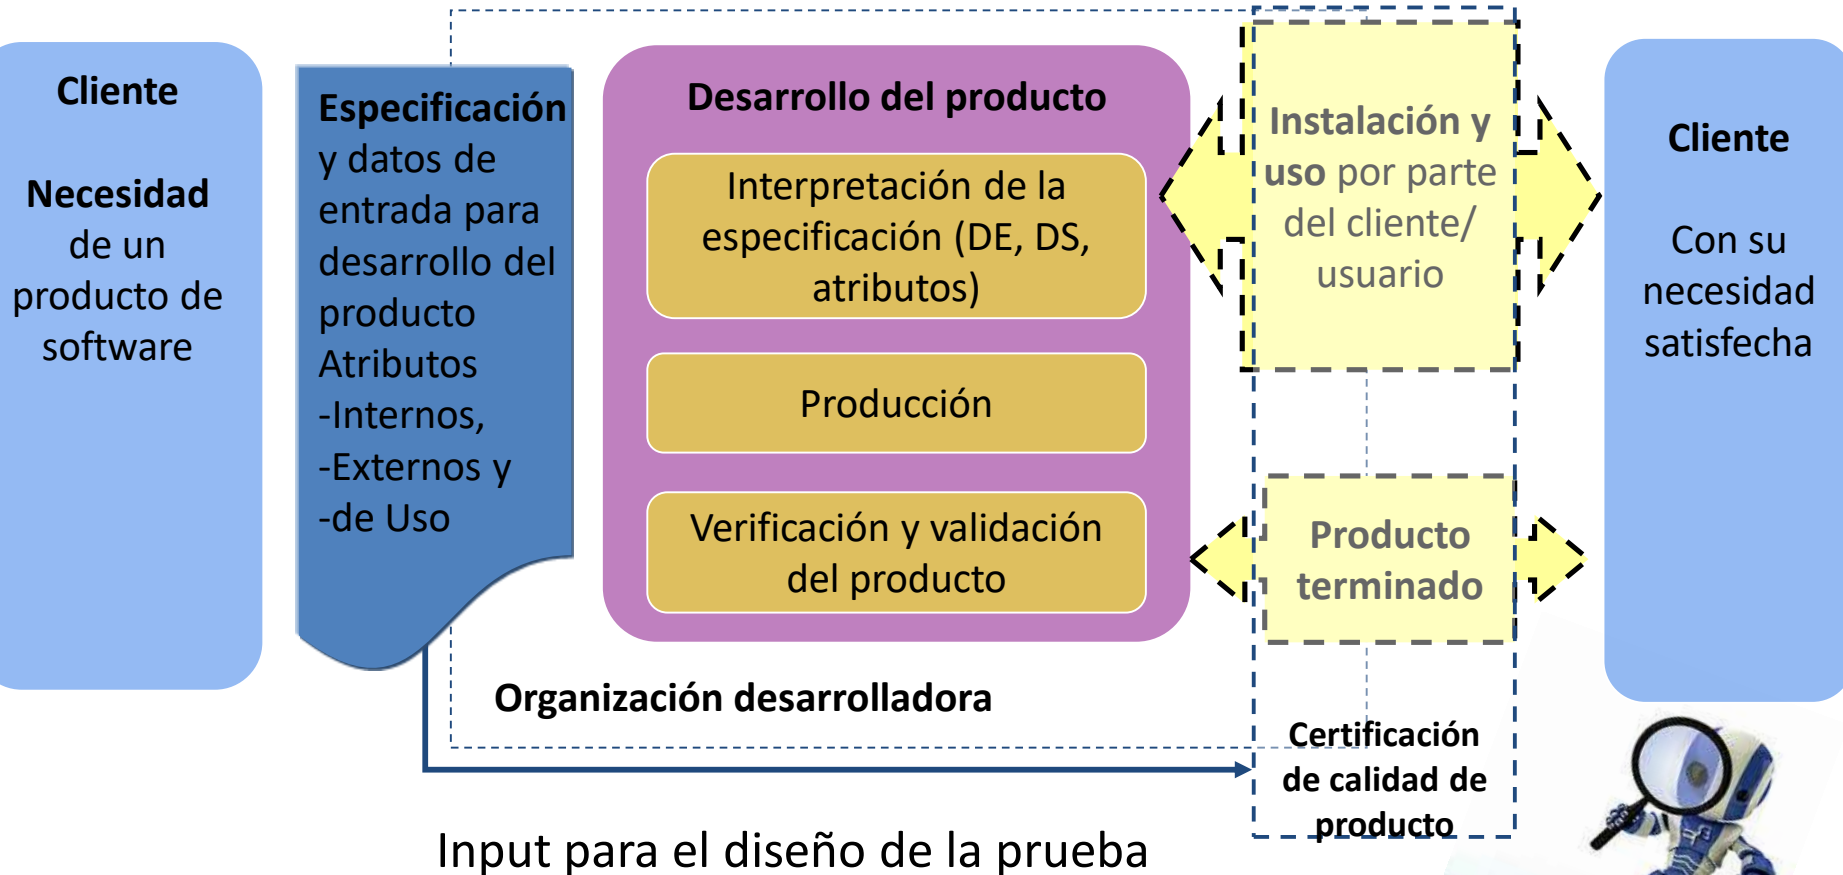 Cliente
Necesidad
de un
producto de
software
Especificación
y datos de
entrada para
desarrollo del
producto
Atributos
-Internos,
-Externos y
-de Uso
Desarrollo del producto
Interpretación de la
especificación (DE, DS,
atributos)
Producción
Verificación y validación
del producto
Organización desarrolladora
Instalación y
uso por parte
del cliente/
usuario
Producto
terminado
Certificación
de calidad de
producto
Cliente
Con su
necesidad
satisfecha
Input para el diseño de la prueba